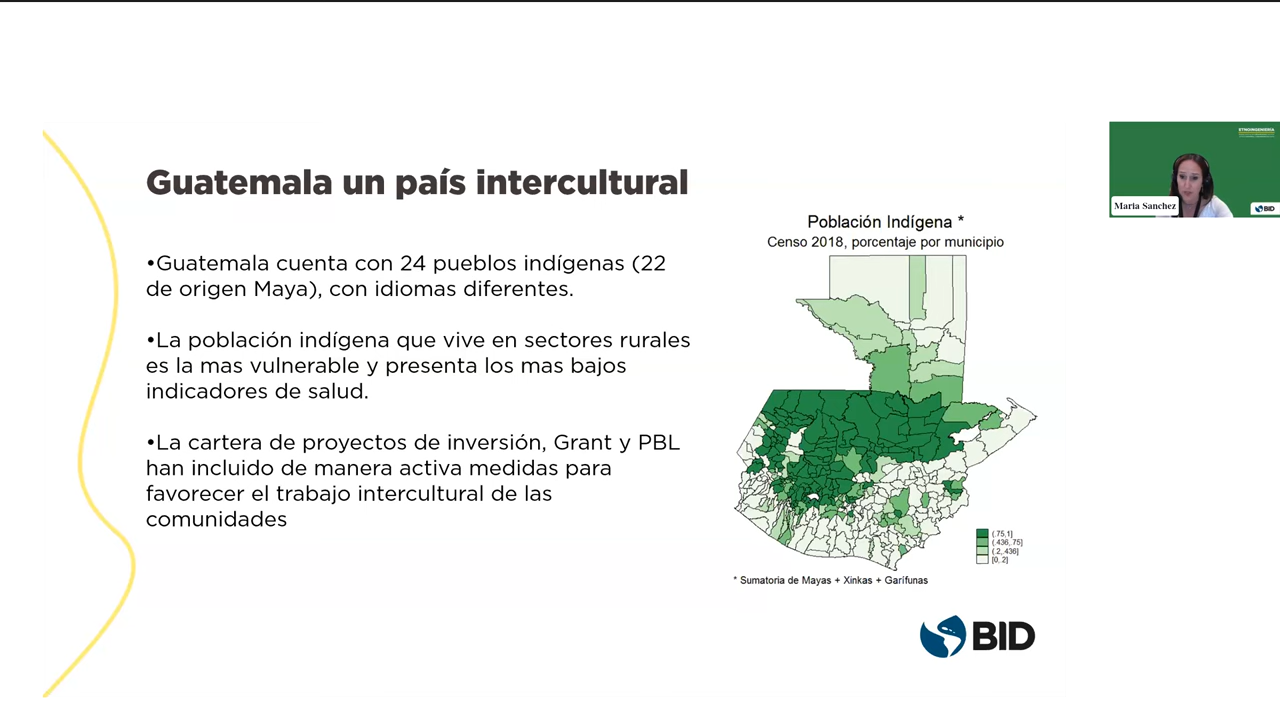 Guatemala un país intercultural
•Guatemala cuenta con 24 pueblos indígenas (22
de origen Maya), con idiomas diferentes.
•La población indígena que vive en sectores rurales
es la mas vulnerable y presenta los mas bajos
indicadores de salud.
•La cartera de proyectos de inversión, Grant y PBL
han incluido de manera activa medidas para
favorecer el trabajo intercultural de las
comunidades
Población Indígena *
Censo 2018, porcentaje por municipio
(.75,1]
(.436,.75]
(.2,.436]
[0,.2]
* Sumatoria de Mayas + Xinkas + Garífunas
BID
ETNOINGENIERÍA
Maria Sanchez
BID